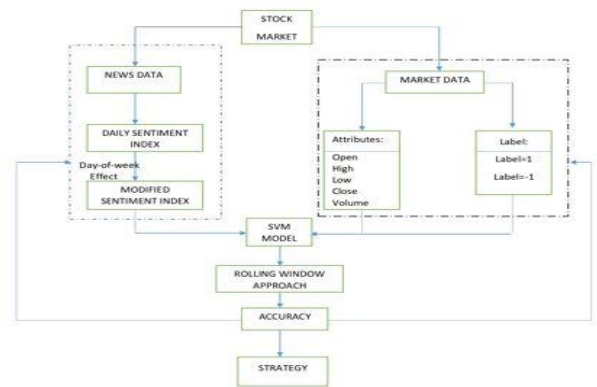 STOCK
MARKET
NEWS DATA
MARKET DATA
DAILY SENTIMENT
INDEX
Day-of-week
Effect
MODIFIED
SENTIMENT INDEX
Attributes:
Open
High
Low
Close
Volume
Label:
Label=1
Label=-1
SVM
MODEL
ROLLING WINDOW
APPROACH
ACCURACY
STRATEGY